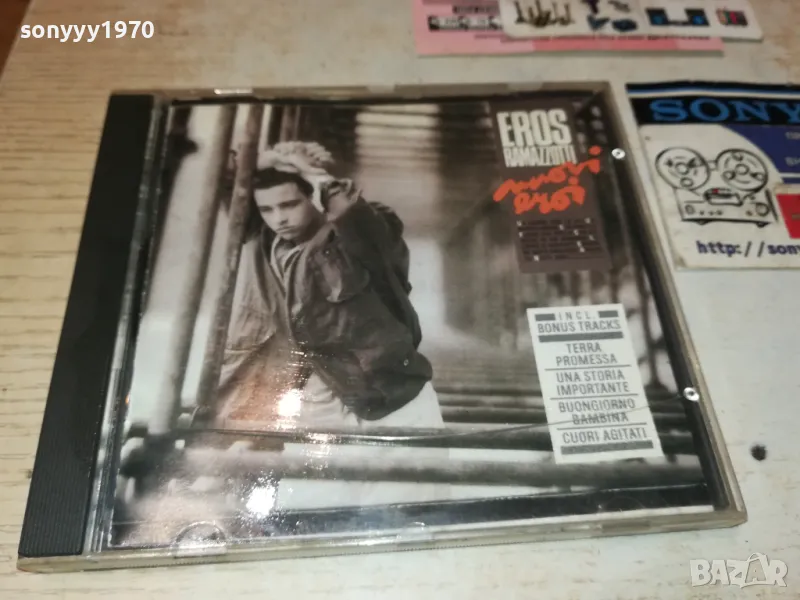 sonyyy1970
EROS
RAMAZZOTTI
nuovi
eroi
INCL.
BONUS TRACKS
TERRA
PROMESSA
UNA STORIA
IMPORTANTE
BUONGIORNO
BAMBINA
CUORI AGITATI
SONY
http://sony
BAZAR